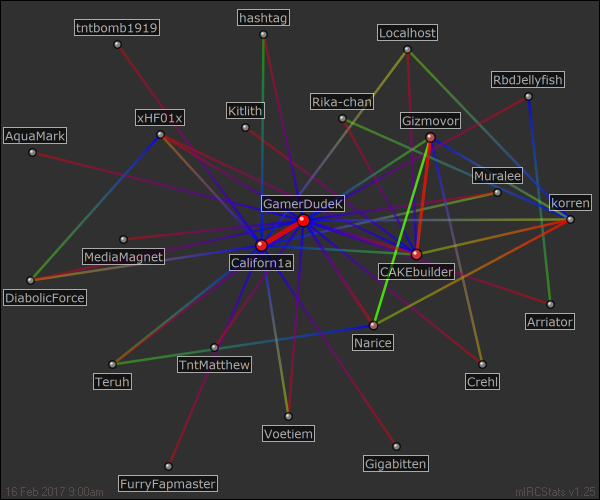 tntbomb1919
hashtag
Localhost
RbdJellyfish
Kitlith
Rika-chan
xHF01x
Gizmovor
AquaMark
Muralee
GamerDudeK
korren
MediaMagnet
Californ1a
CAKEbuilder
DiabolicForce
Arriator
Narice
TntMatthew
Teruh
Crehl
Voetiem
Gigabitten
FurryFapmaster
16 Feb 2017 9:00am
mIRCStats v1.25